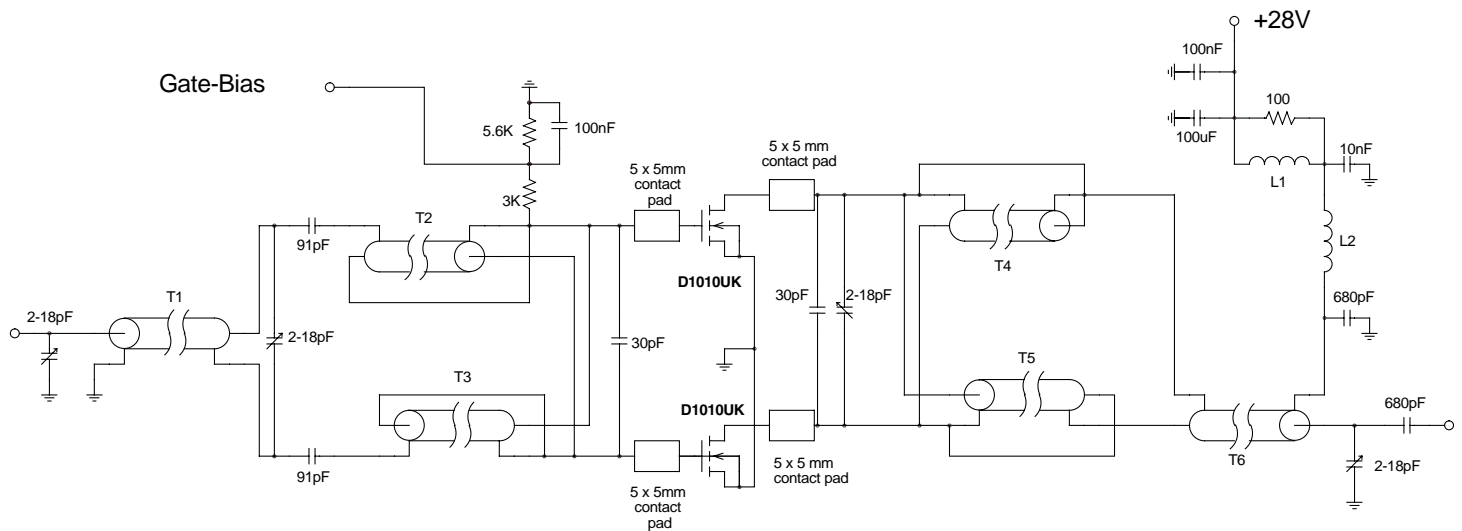 +28V
100nF
Gate-Bias
5.6K
100nF
100
100uF
10nF
L1
5 x 5 mm
contact pad
5 x 5mm
contact
pad
3K
T2
91pF
T4
L2
D1010UK
2-18pF
T1
2-18pF
30pF
30pF
2-18pF
680pF
T3
T5
D1010UK
680pF
91pF
5 x 5mm
contact
pad
5 x 5 mm
contact pad
T6
2-18pF